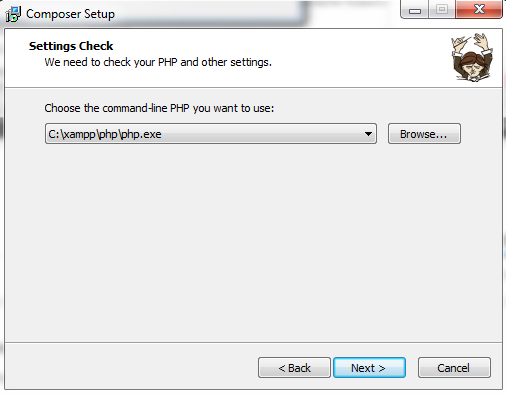 Composer Setup
Settings Check
We need to check your PHP and other settings.
Choose the command-line PHP you want to use:
C:\xampp\php\php.exe
Browse...
< Back
Next >
Cancel